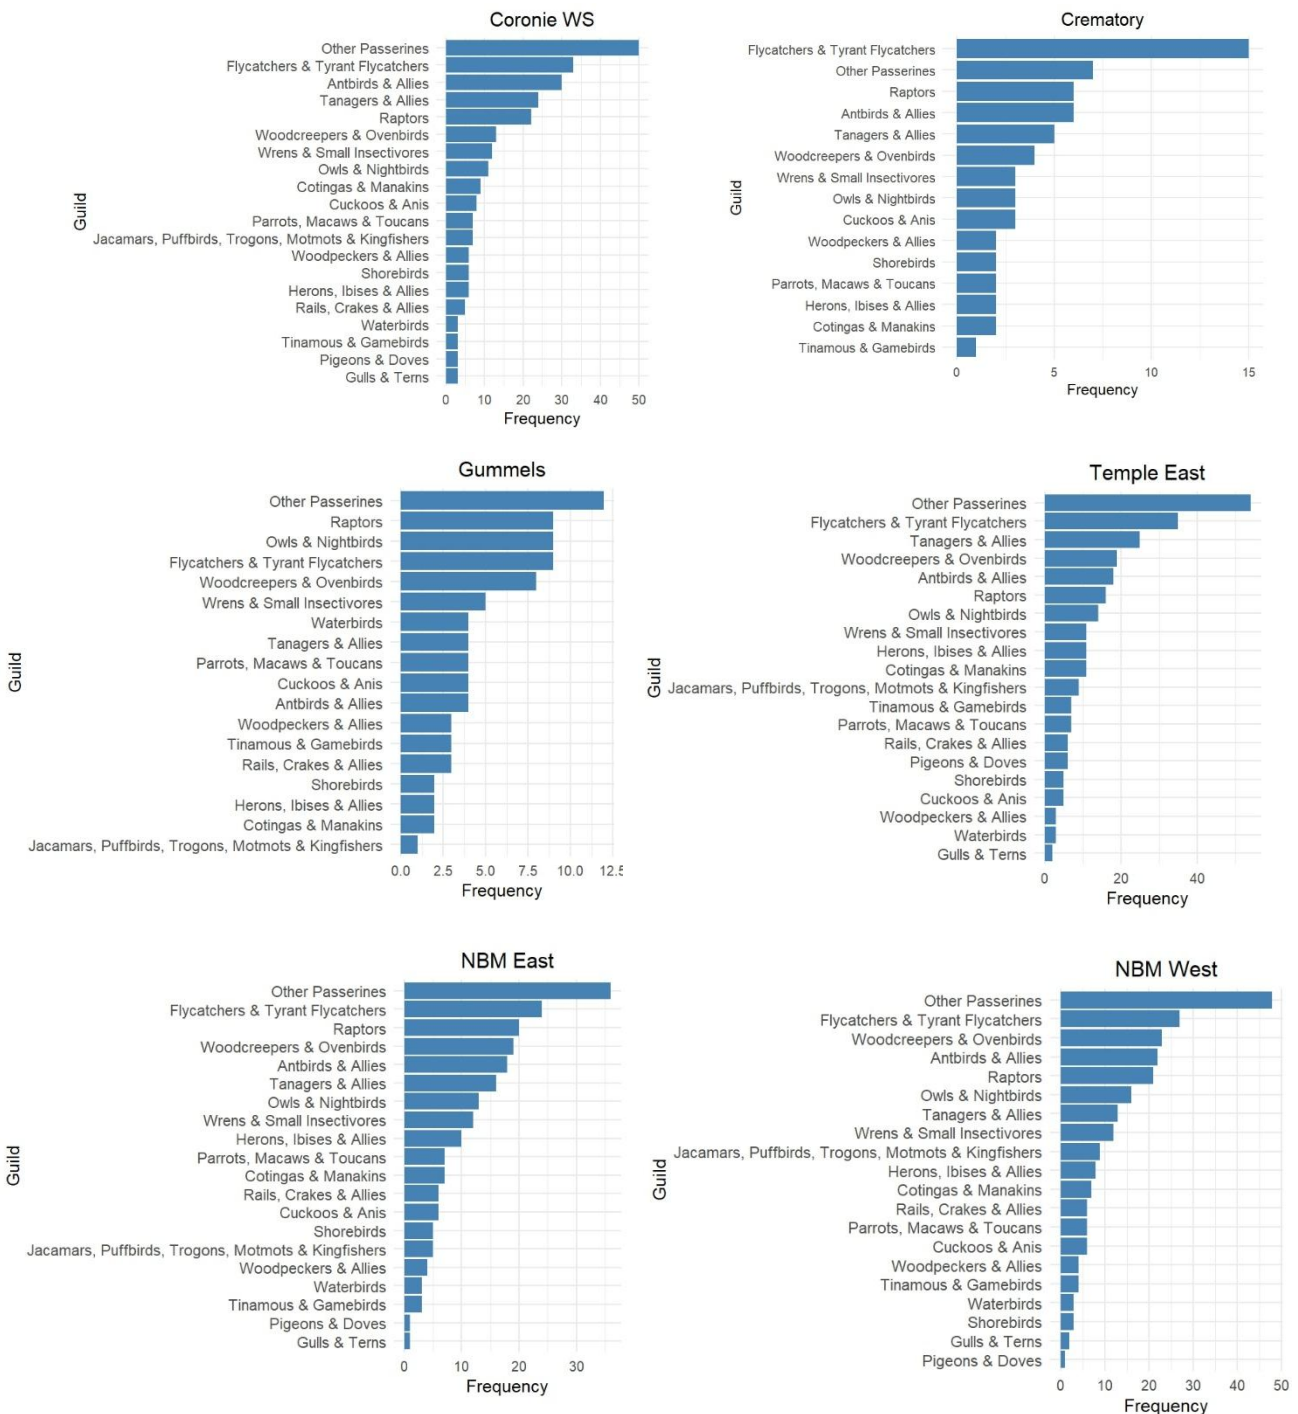 Coronie WS
Guild
Other Passerines
Flycatchers & Tyrant Flycatchers
Antbirds & Allies
Tanagers & Allies
Raptors
Woodcreepers & Ovenbirds
Wrens & Small Insectivores
Owls & Nightbirds
Cotingas & Manakins
Cuckoos & Anis
Parrots, Macaws & Toucans
Jacamars, Puffbirds, Trogons, Motmots & Kingfishers
Woodpeckers & Allies
Shorebirds
Herons, Ibises & Allies
Rails, Crakes & Allies
Waterbirds
Tinamous & Gamebirds
Pigeons & Doves
Gulls & Terns
0 10 20 30 40 50
Frequency
Crematory
Guild
Flycatchers & Tyrant Flycatchers
Other Passerines
Raptors
Antbirds & Allies
Tanagers & Allies
Woodcreepers & Ovenbirds
Wrens & Small Insectivores
Owls & Nightbirds
Cuckoos & Anis
Woodpeckers & Allies
Shorebirds
Parrots, Macaws & Toucans
Herons, Ibises & Allies
Cotingas & Manakins
Tinamous & Gamebirds
0 5 10 15
Frequency
Gummels
Guild
Other Passerines
Raptors
Owls & Nightbirds
Flycatchers & Tyrant Flycatchers
Woodcreepers & Ovenbirds
Wrens & Small Insectivores
Waterbirds
Tanagers & Allies
Parrots, Macaws & Toucans
Cuckoos & Anis
Antbirds & Allies
Woodpeckers & Allies
Tinamous & Gamebirds
Rails, Crakes & Allies
Shorebirds
Herons, Ibises & Allies
Cotingas & Manakins
Jacamars, Puffbirds, Trogons, Motmots & Kingfishers
0.0 2.5 5.0 7.5 10.0 12.5
Frequency
Temple East
Guild
Other Passerines
Flycatchers & Tyrant Flycatchers
Tanagers & Allies
Woodcreepers & Ovenbirds
Antbirds & Allies
Raptors
Owls & Nightbirds
Wrens & Small Insectivores
Herons, Ibises & Allies
Cotingas & Manakins
Jacamars, Puffbirds, Trogons, Motmots & Kingfishers
Tinamous & Gamebirds
Parrots, Macaws & Toucans
Rails, Crakes & Allies
Pigeons & Doves
Shorebirds
Cuckoos & Anis
Woodpeckers & Allies
Waterbirds
Gulls & Terns
0 20 40
Frequency
NBM East
Guild
Other Passerines
Flycatchers & Tyrant Flycatchers
Raptors
Woodcreepers & Ovenbirds
Antbirds & Allies
Tanagers & Allies
Owls & Nightbirds
Wrens & Small Insectivores
Herons, Ibises & Allies
Parrots, Macaws & Toucans
Cotingas & Manakins
Rails, Crakes & Allies
Cuckoos & Anis
Shorebirds
Jacamars, Puffbirds, Trogons, Motmots & Kingfishers
Woodpeckers & Allies
Waterbirds
Tinamous & Gamebirds
Pigeons & Doves
Gulls & Terns
0 10 20 30
Frequency
NBM West
Guild
Other Passerines
Flycatchers & Tyrant Flycatchers
Woodcreepers & Ovenbirds
Antbirds & Allies
Raptors
Owls & Nightbirds
Tanagers & Allies
Wrens & Small Insectivores
Jacamars, Puffbirds, Trogons, Motmots & Kingfishers
Herons, Ibises & Allies
Cotingas & Manakins
Rails, Crakes & Allies
Parrots, Macaws & Toucans
Cuckoos & Anis
Woodpeckers & Allies
Tinamous & Gamebirds
Waterbirds
Shorebirds
Gulls & Terns
Pigeons & Doves
0 10 20 30 40 50
Frequency